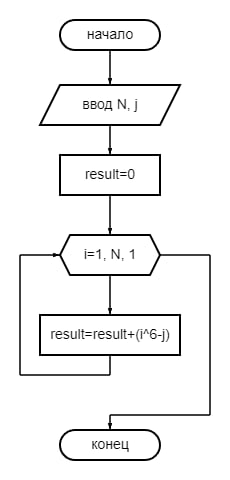 начало
ввод N, j
result=0
i=1, N, 1
result=result+(i^6-j)
конец